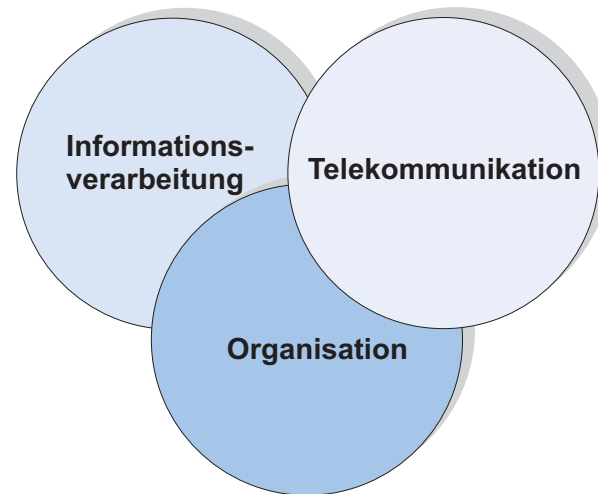 Informations-
verarbeitung
Telekommunikation
Organisation